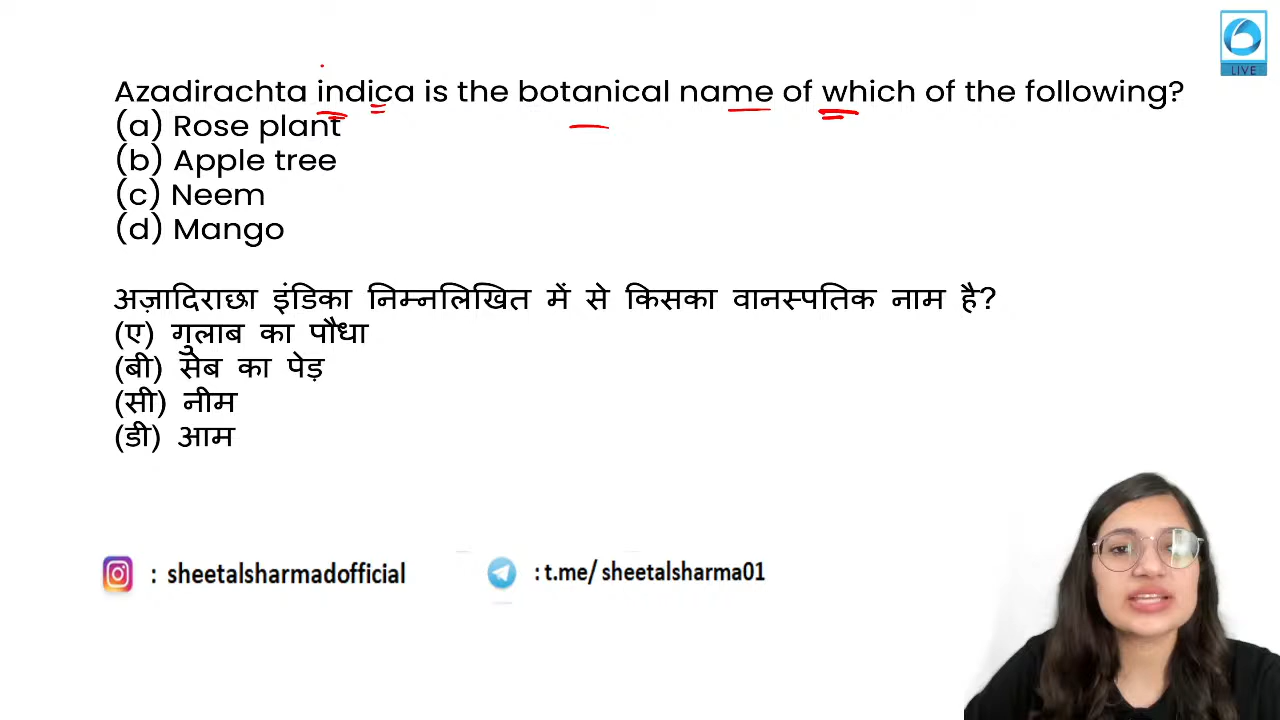 LIVE
Azadirachta indica is the botanical name of which of the following?
(a) Rose plant
(b) Apple tree
(c) Neem
(d) Mango
अज़ादिराछा इंडिका निम्नलिखित में से किसका वानस्पतिक नाम है?
(ए) गुलाब का पौधा
(बी) सेब का पेड़
(सी) नीम
(डी) आम
: sheetalsharmadofficial
: t.me/ sheetalsharma01